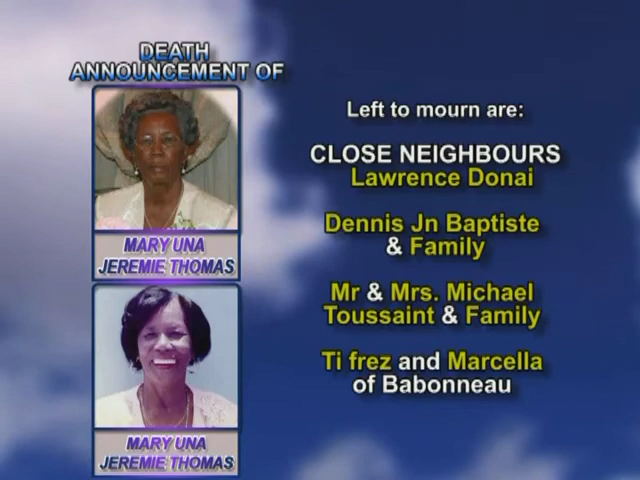 DEATH
ANNOUNCEMENT OF
MARY UNA
JEREMIE THOMAS
MARY UNA
JEREMIE THOMAS
Left to mourn are:
CLOSE NEIGHBOURS
Lawrence Donai
Dennis Jn Baptiste
& Family
Mr & Mrs. Michael
Toussaint & Family
Ti frez and Marcella
of Babonneau